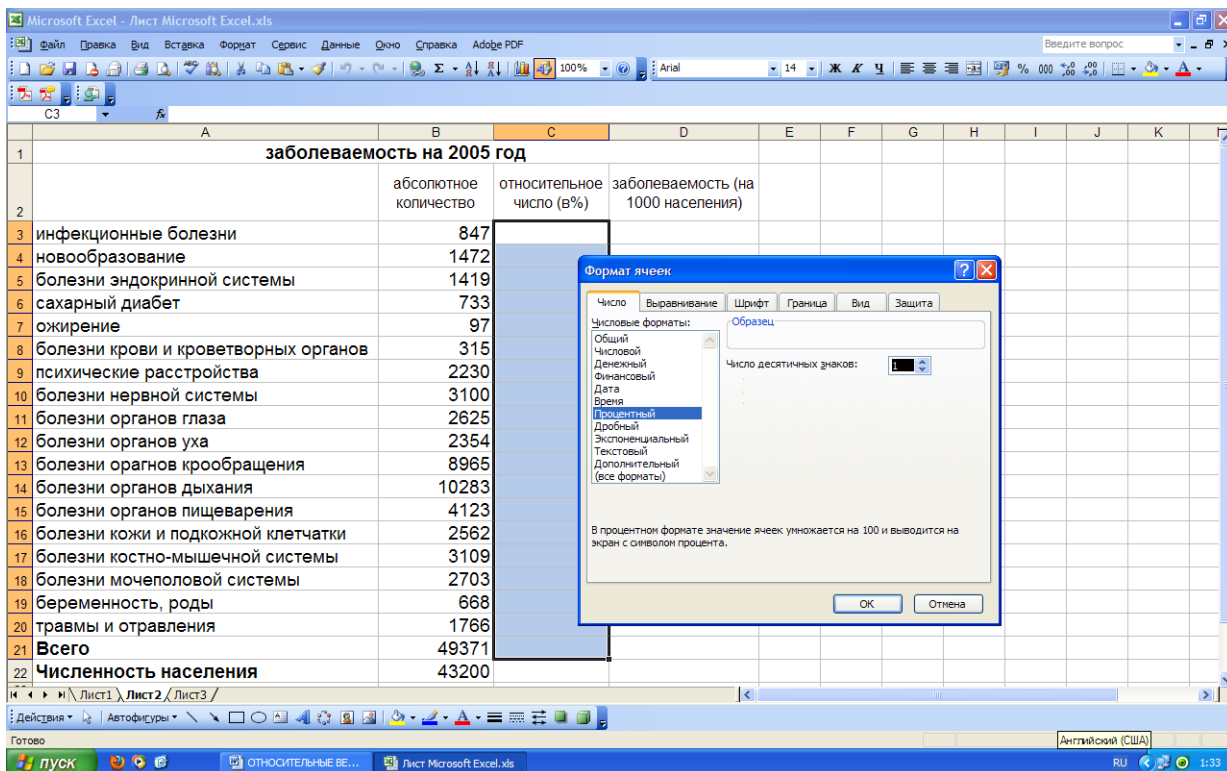 Microsoft Excel - Лист Microsoft Excel.xls
Файл Правка Вид Вставка Формат Сервис Данные Окно Справка Adobe PDF Введите вопрос
100% Arial 14 Ж К Ч % 000
C3 fx
A B C D E F G H I J K
1 заболеваемость на 2005 год
2 абсолютное количество относительное число (в%) заболеваемость (на 1000 населения)
3 инфекционные болезни 847
4 новообразование 1472
5 болезни эндокринной системы 1419
6 сахарный диабет 733
7 ожирение 97
8 болезни крови и кроветворных органов 315
9 психические расстройства 2230
10 болезни нервной системы 3100
11 болезни органов глаза 2625
12 болезни органов уха 2354
13 болезни орагнов крообращения 8965
14 болезни органов дыхания 10283
15 болезни органов пищеварения 4123
16 болезни кожи и подкожной клетчатки 2562
17 болезни костно-мышечной системы 3109
18 болезни мочеполовой системы 2703
19 беременность, роды 668
20 травмы и отравления 1766
21 Всего 49371
22 Численность населения 43200
Формат ячеек
Число Выравнивание Шрифт Граница Вид Защита
Числовые форматы: Образец
Общий
Числовой
Денежный
Финансовый
Дата
Время
Процентный
Дробный
Экспоненциальный
Текстовый
Дополнительный
(все форматы)
Число десятичных знаков: 1
В процентном формате значение ячеек умножается на 100 и выводится на
экран с символом процента.
ОК Отмена
Лист1 Лист2 Лист3
Действия Автофигуры
Готово
Английский (США)
пуск ОТНОСИТЕЛЬНЫЕ ВЕ... Лист Microsoft Excel.xls RU 1:33